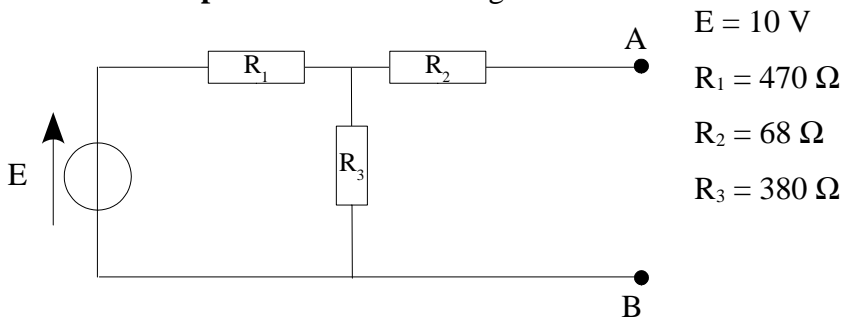 E = 10 V
A
R₁
R₂
R₁ = 470 Ω
R₂ = 68 Ω
R₃
E
R₃ = 380 Ω
B